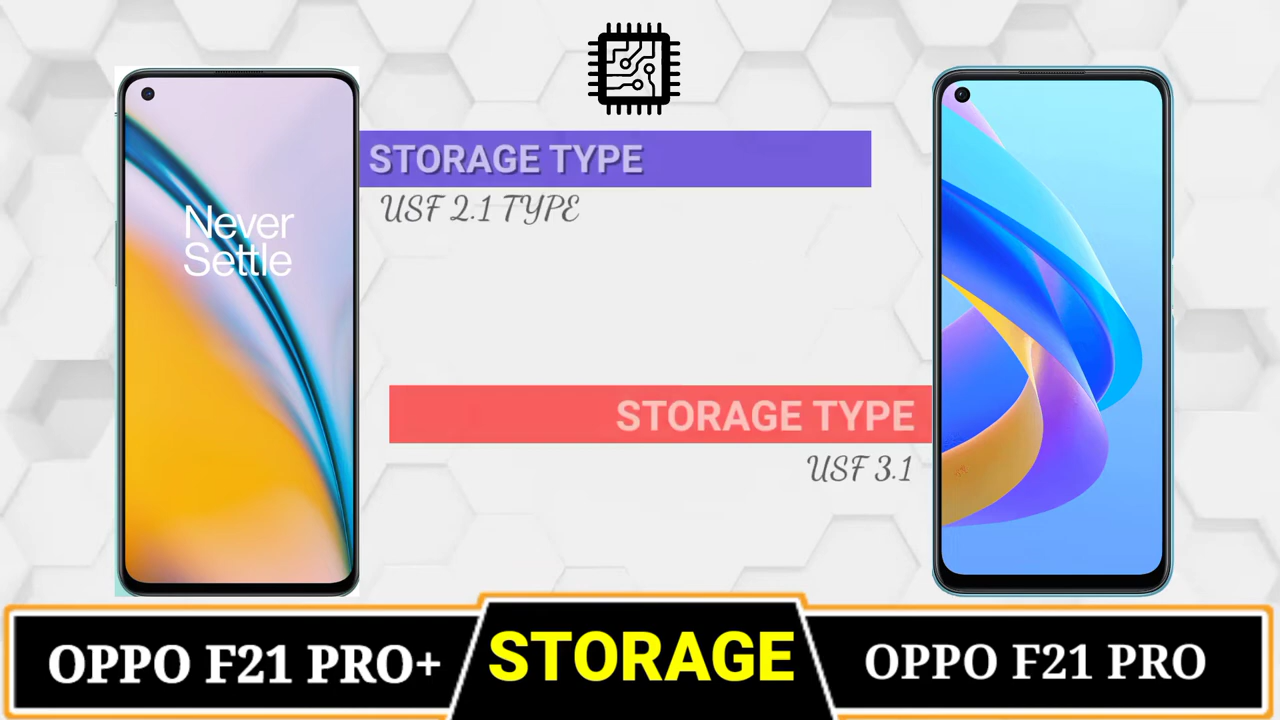 STORAGE TYPE
USF 2.1 TYPE
Never
Settle
STORAGE TYPE
USF 3.1
OPPO F21 PRO+
STORAGE
OPPO F21 PRO